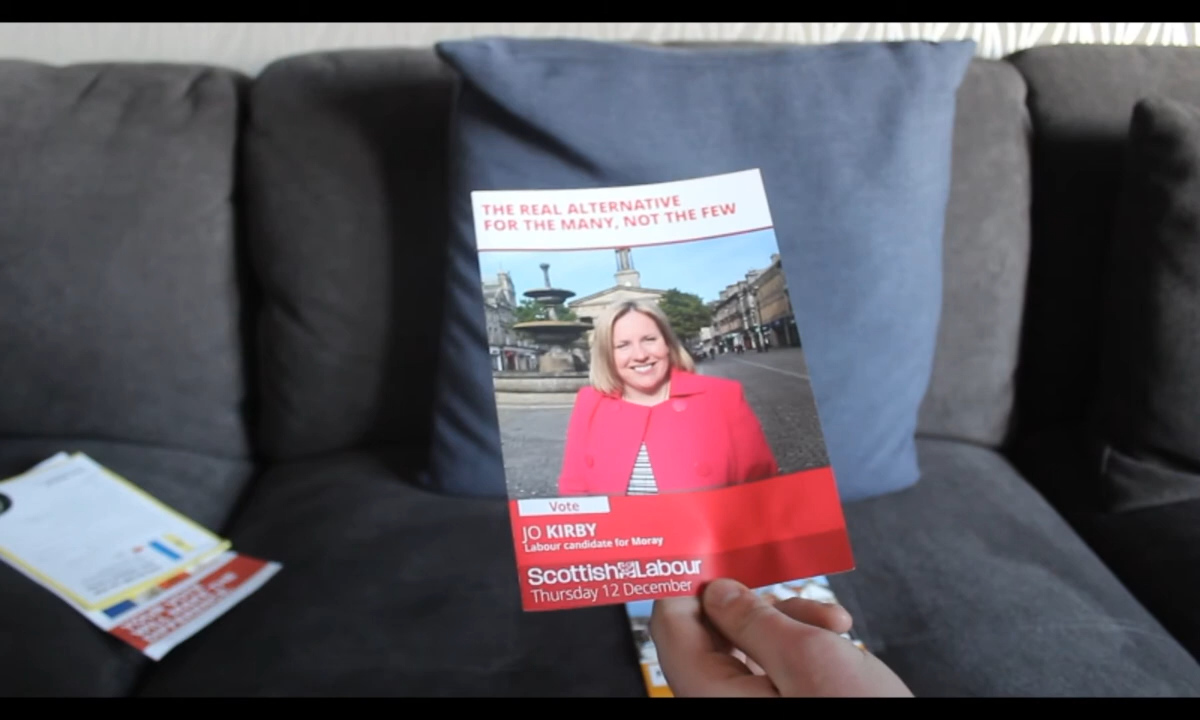 THE REAL ALTERNATIVE
FOR THE MANY, NOT THE FEW
Vote
JO KIRBY
Labour candidate for Moray
Scottish Labour
Thursday 12 December